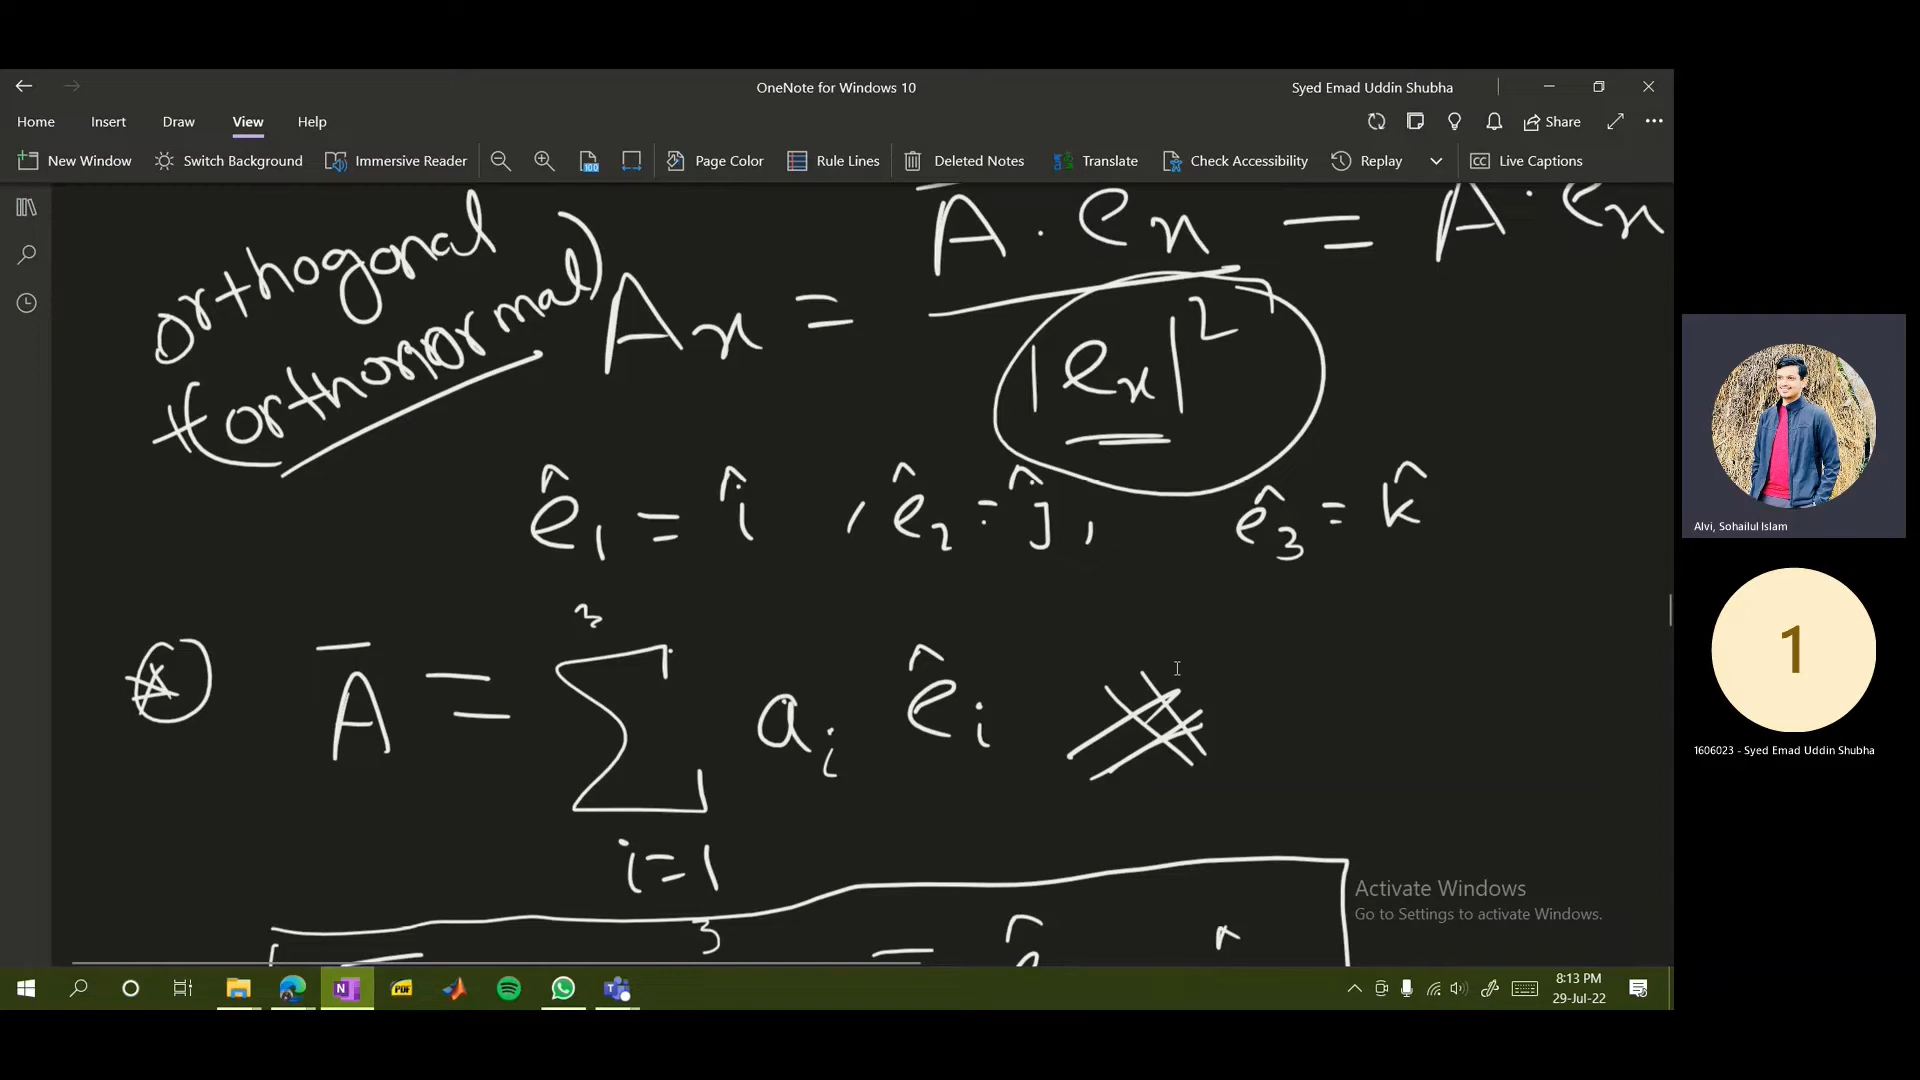 OneNote for Windows 10
Syed Emad Uddin Shubha
Home Insert Draw View Help
Share
New Window Switch Background Immersive Reader Page Color Rule Lines Deleted Notes Translate Check Accessibility Replay Live Captions
orthogonal
(orthonormal)
A̅ · eₓ = A · eₓ
Aₓ =
|eₓ|²
ê₁ = î , ê₂ = ĵ , ê₃ = k̂
3
A̅ = ∑ aᵢ êᵢ
i=1
3
Activate Windows
Go to Settings to activate Windows.
Alvi, Sohailul Islam
1
1606023 - Syed Emad Uddin Shubha
8:13 PM
29-Jul-22